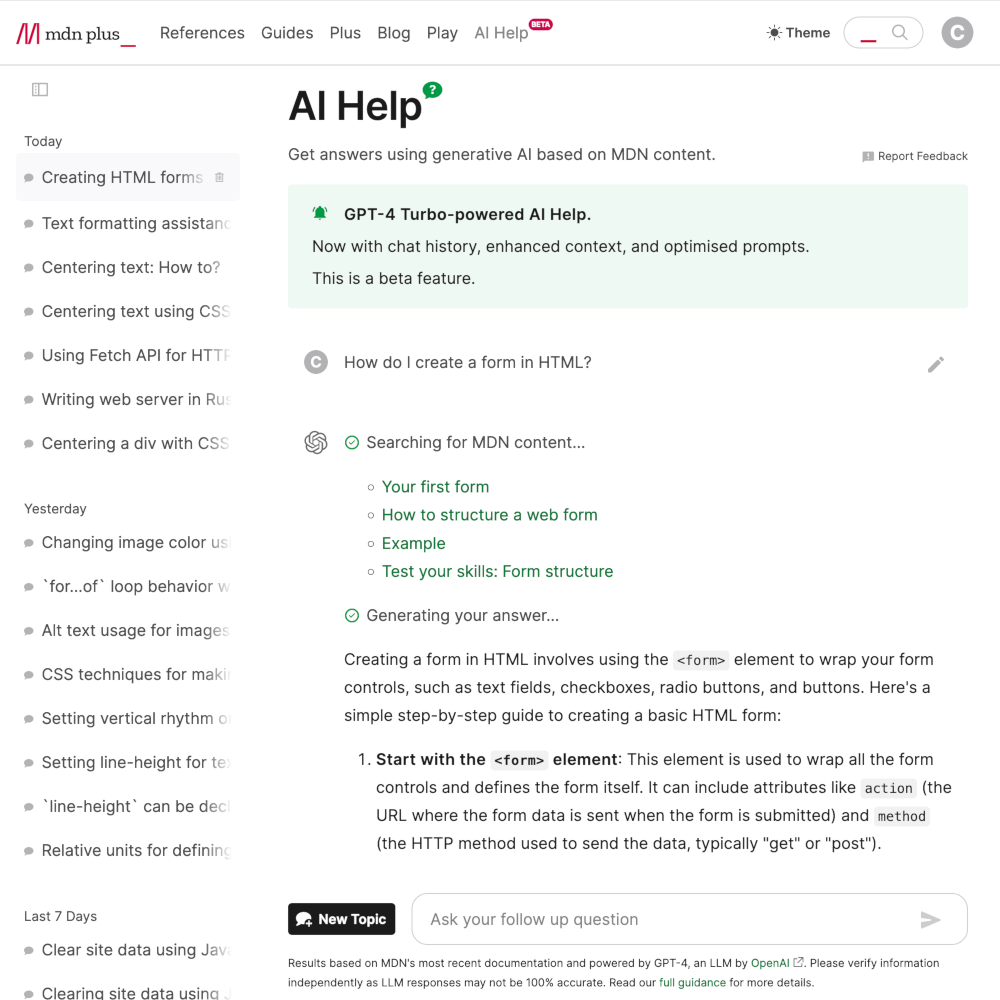 mdn plus_
References Guides Plus Blog Play AI Help BETA
Theme
C
Today
Creating HTML forms
Text formatting assistanc
Centering text: How to?
Centering text using CSS
Using Fetch API for HTTP
Writing web server in Rus
Centering a div with CSS
Yesterday
Changing image color us
`for...of` loop behavior w
Alt text usage for images
CSS techniques for maki
Setting vertical rhythm o
Setting line-height for te
`line-height` can be decl
Relative units for defining
Last 7 Days
Clear site data using Java
Clearing site data using J
AI Help ?
Get answers using generative AI based on MDN content.
Report Feedback
GPT-4 Turbo-powered AI Help.
Now with chat history, enhanced context, and optimised prompts.
This is a beta feature.
C How do I create a form in HTML?
Searching for MDN content...
Your first form
How to structure a web form
Example
Test your skills: Form structure
Generating your answer...
Creating a form in HTML involves using the <form> element to wrap your form
controls, such as text fields, checkboxes, radio buttons, and buttons. Here's a
simple step-by-step guide to creating a basic HTML form:
1. Start with the <form> element: This element is used to wrap all the form
controls and defines the form itself. It can include attributes like action (the
URL where the form data is sent when the form is submitted) and method
(the HTTP method used to send the data, typically "get" or "post").
New Topic
Ask your follow up question
Results based on MDN's most recent documentation and powered by GPT-4, an LLM by OpenAI. Please verify information
independently as LLM responses may not be 100% accurate. Read our full guidance for more details.